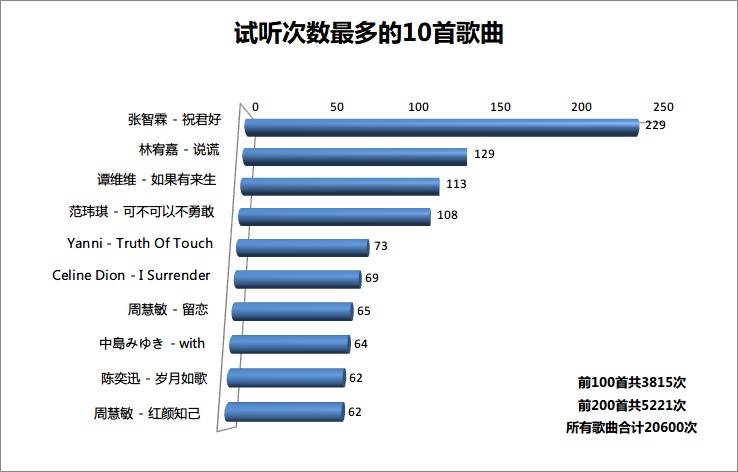 试听次数最多的10首歌曲
0 50 100 150 200 250
张智霖 - 祝君好 229
林宥嘉 - 说谎 129
谭维维 - 如果有来生 113
范玮琪 - 可不可以不勇敢 108
Yanni - Truth Of Touch 73
Celine Dion - I Surrender 69
周慧敏 - 留恋 65
中島みゆき - with 64
陈奕迅 - 岁月如歌 62
周慧敏 - 红颜知己 62
前100首共3815次
前200首共5221次
所有歌曲合计20600次